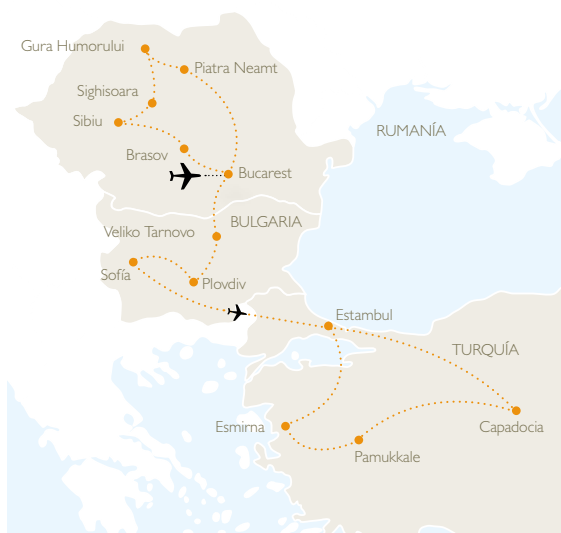 Gura Humorului
Piatra Neamt
Sighisoara
Sibiu
RUMANÍA
Brasov
Bucarest
BULGARIA
Veliko Tarnovo
Sofía
Plovdiv
Estambul
TURQUÍA
Esmirna
Capadocia
Pamukkale